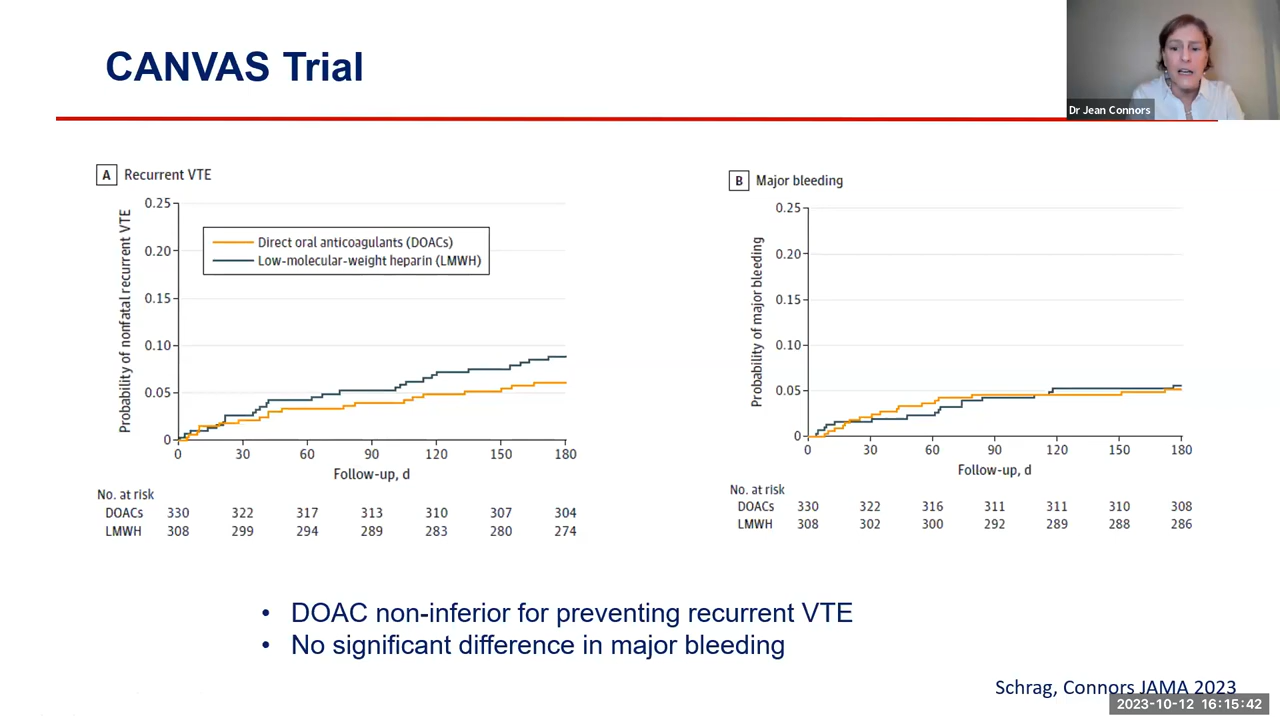 CANVAS Trial
Dr Jean Connors
A Recurrent VTE
Probability of nonfatal recurrent VTE
0.25
0.20
0.15
0.10
0.05
0
Direct oral anticoagulants (DOACs)
Low-molecular-weight heparin (LMWH)
0 30 60 90 120 150 180
Follow-up, d
No. at risk
DOACs 330 322 317 313 310 307 304
LMWH 308 299 294 289 283 280 274
B Major bleeding
Probability of major bleeding
0.25
0.20
0.15
0.10
0.05
0
0 30 60 90 120 150 180
Follow-up, d
No. at risk
DOACs 330 322 316 311 311 310 308
LMWH 308 302 300 292 289 288 286
• DOAC non-inferior for preventing recurrent VTE
• No significant difference in major bleeding
Schrag, Connors JAMA 2023
2023-10-12 16:15:42